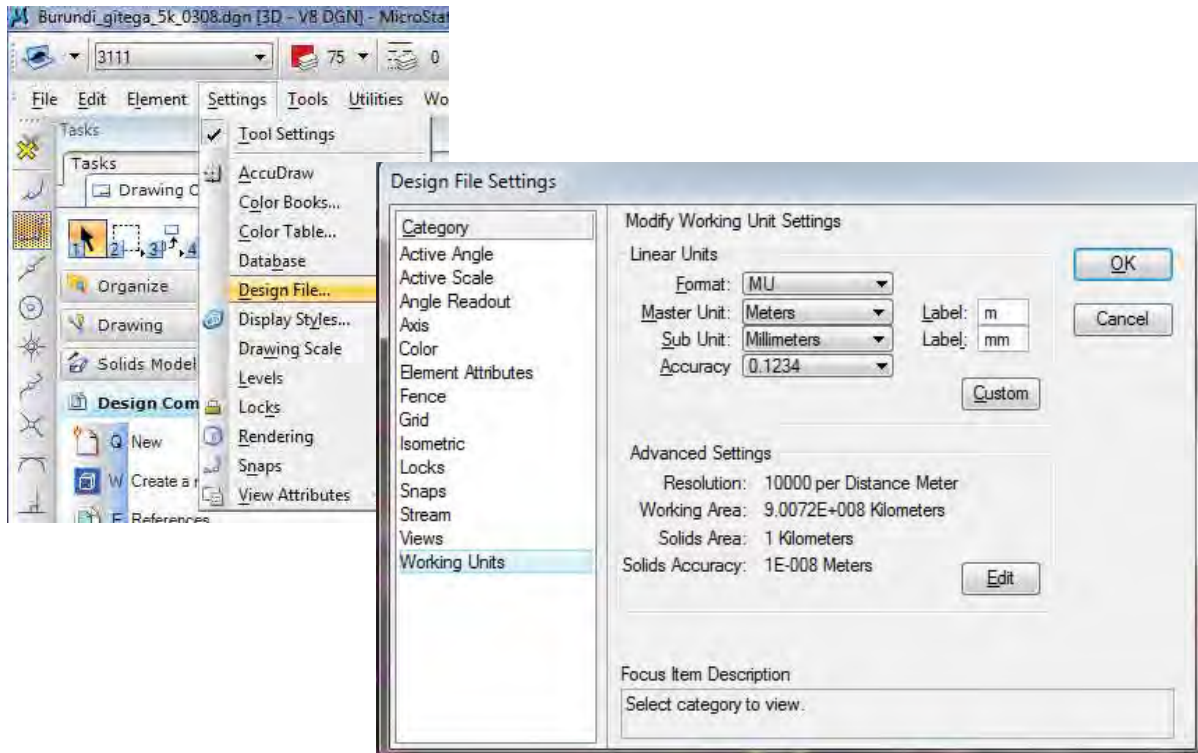 Burundi_gitega_5k_0308.dgn [3D - V8 DGN] - MicroStat
3111
75
0
File Edit Element Settings Tools Utilities Wo
Tasks
Tasks
Drawing C
1 2 3 4
Organize
Drawing
Solids Model
Design Com
Q New
W Create a r
E References
Tool Settings
AccuDraw
Color Books...
Color Table...
Database
Design File...
Display Styles...
Drawing Scale
Levels
Locks
Rendering
Snaps
View Attributes
Design File Settings
Category
Active Angle
Active Scale
Angle Readout
Axis
Color
Element Attributes
Fence
Grid
Isometric
Locks
Snaps
Stream
Views
Working Units
Modify Working Unit Settings
Linear Units
Format: MU
Master Unit: Meters Label: m
Sub Unit: Millimeters Label: mm
Accuracy 0.1234
Custom
Advanced Settings
Resolution: 10000 per Distance Meter
Working Area: 9.0072E+008 Kilometers
Solids Area: 1 Kilometers
Solids Accuracy: 1E-008 Meters
Edit
Focus Item Description
Select category to view.
OK
Cancel